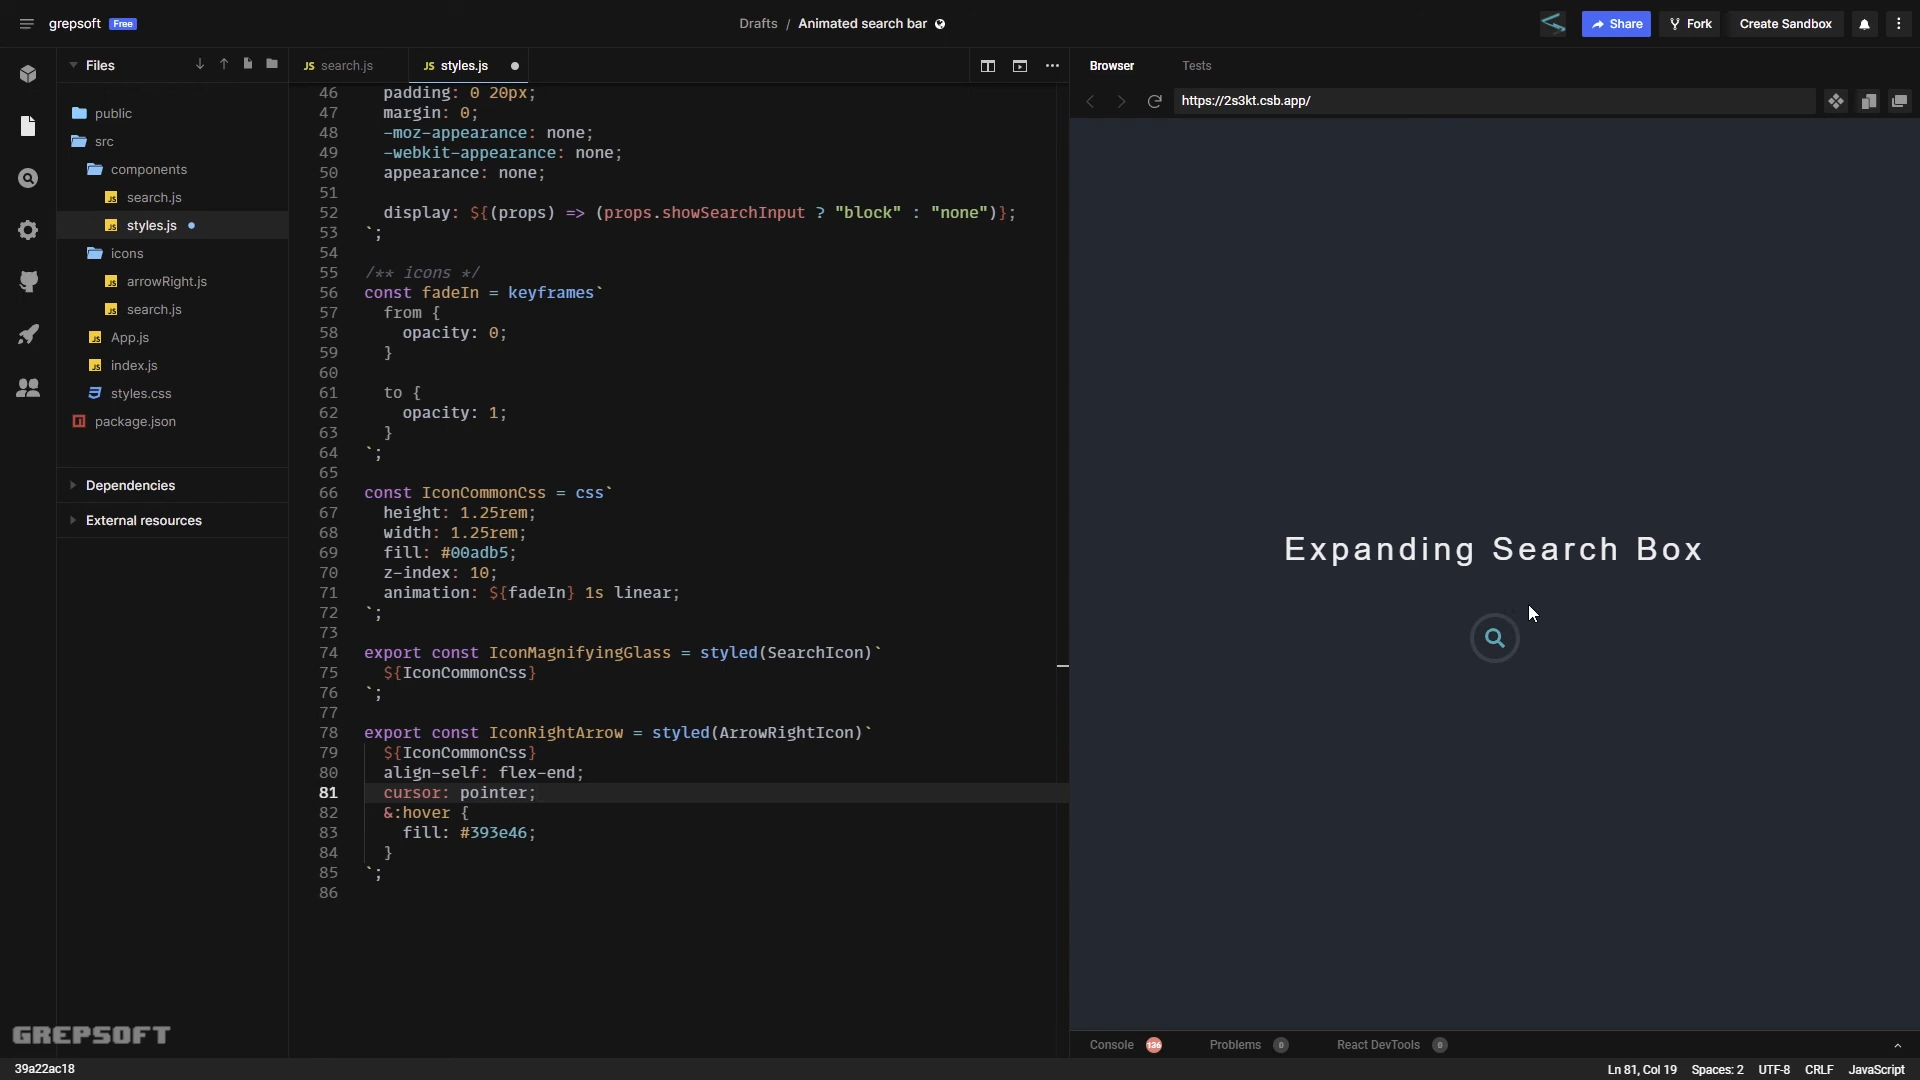 grepsoft Free
Drafts / Animated search bar
Share
Fork
Create Sandbox
Files
public
src
components
search.js
styles.js
icons
arrowRight.js
search.js
App.js
index.js
styles.css
package.json
Dependencies
External resources
GREPSOFT
JS search.js
JS styles.js
46 padding: 0 20px;
47 margin: 0;
48 -moz-appearance: none;
49 -webkit-appearance: none;
50 appearance: none;
51
52 display: ${(props) => (props.showSearchInput ? "block" : "none")};
53 `;
54
55 /** icons */
56 const fadeIn = keyframes`
57 from {
58 opacity: 0;
59 }
60
61 to {
62 opacity: 1;
63 }
64 `;
65
66 const IconCommonCss = css`
67 height: 1.25rem;
68 width: 1.25rem;
69 fill: #00adb5;
70 z-index: 10;
71 animation: ${fadeIn} 1s linear;
72 `;
73
74 export const IconMagnifyingGlass = styled(SearchIcon)`
75 ${IconCommonCss}
76 `;
77
78 export const IconRightArrow = styled(ArrowRightIcon)`
79 ${IconCommonCss}
80 align-self: flex-end;
81 cursor: pointer;
82 &:hover {
83 fill: #393e46;
84 }
85 `;
86
Browser
Tests
https://2s3kt.csb.app/
Expanding Search Box
Console 136
Problems 0
React DevTools 0
39a22ac18
Ln 81, Col 19
Spaces: 2
UTF-8
CRLF
JavaScript